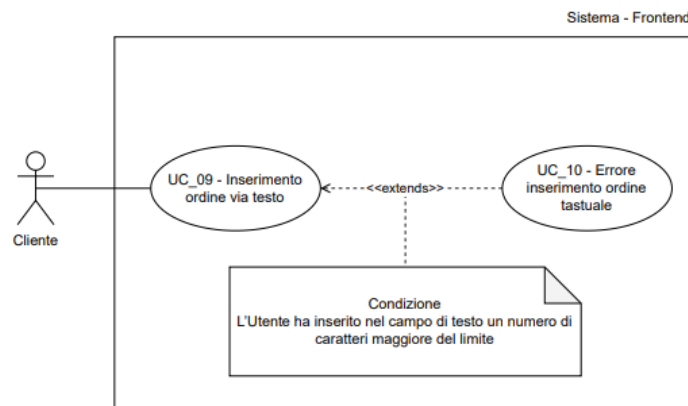 Sistema - Frontend
UC_09 - Inserimento
ordine via testo
<<extends>>
UC_10 - Errore
inserimento ordine
tastuale
Cliente
Condizione
L'Utente ha inserito nel campo di testo un numero di
caratteri maggiore del limite